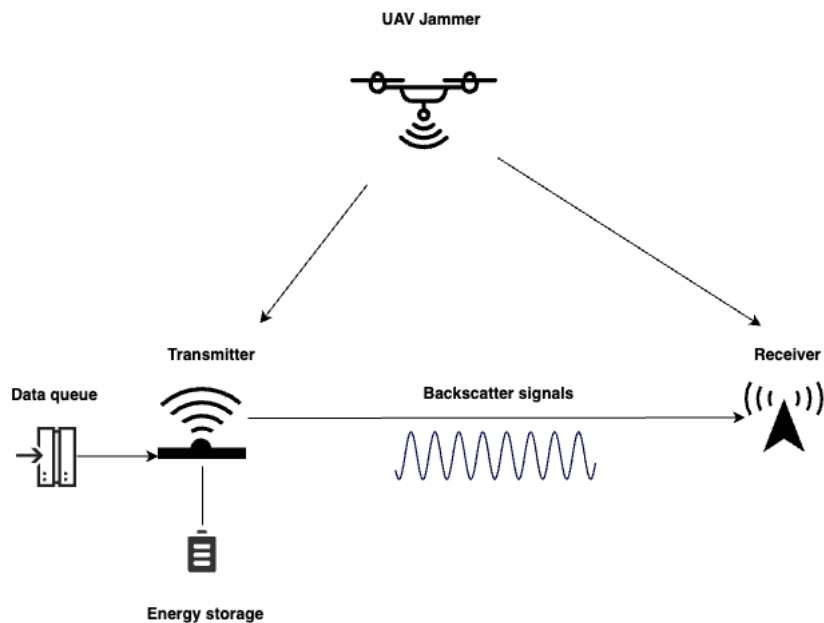 UAV Jammer
Transmitter
Receiver
Data queue
Backscatter signals
Energy storage